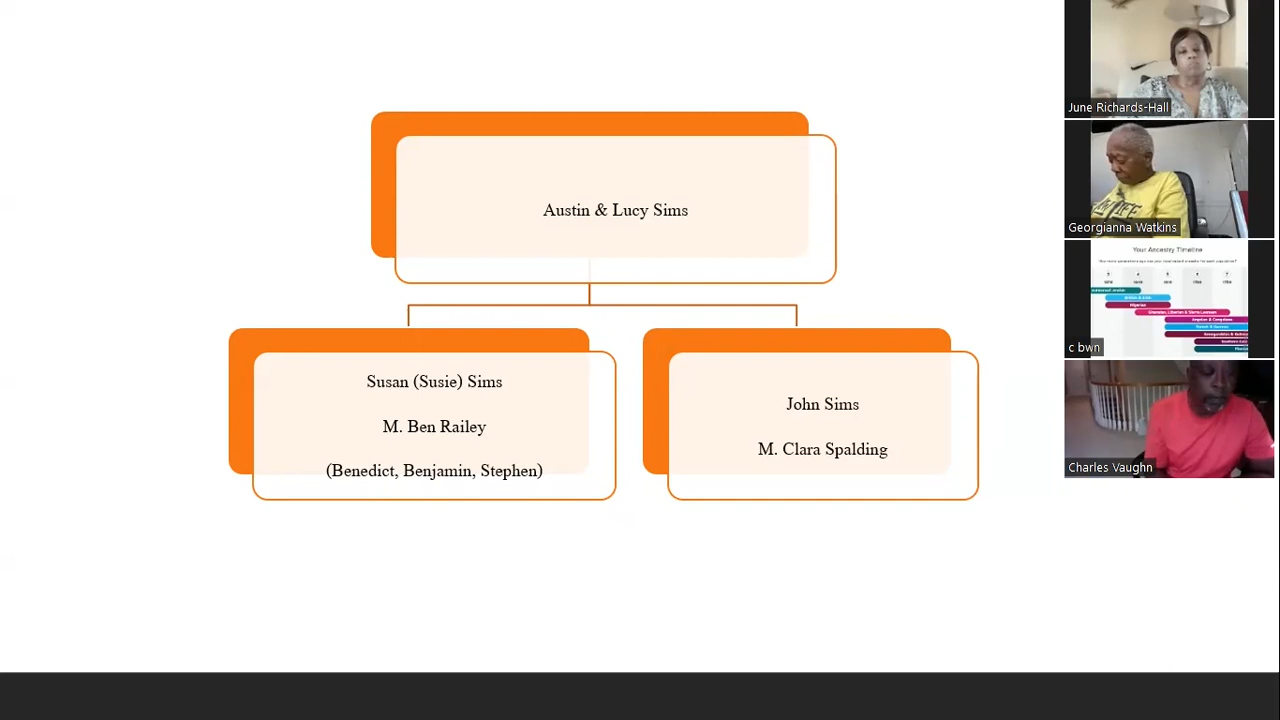 Austin & Lucy Sims
Susan (Susie) Sims
M. Ben Railey
(Benedict, Benjamin, Stephen)
John Sims
M. Clara Spalding
June Richards-Hall
Georgianna Watkins
Your Ancestry Timeline
c bwn
Charles Vaughn